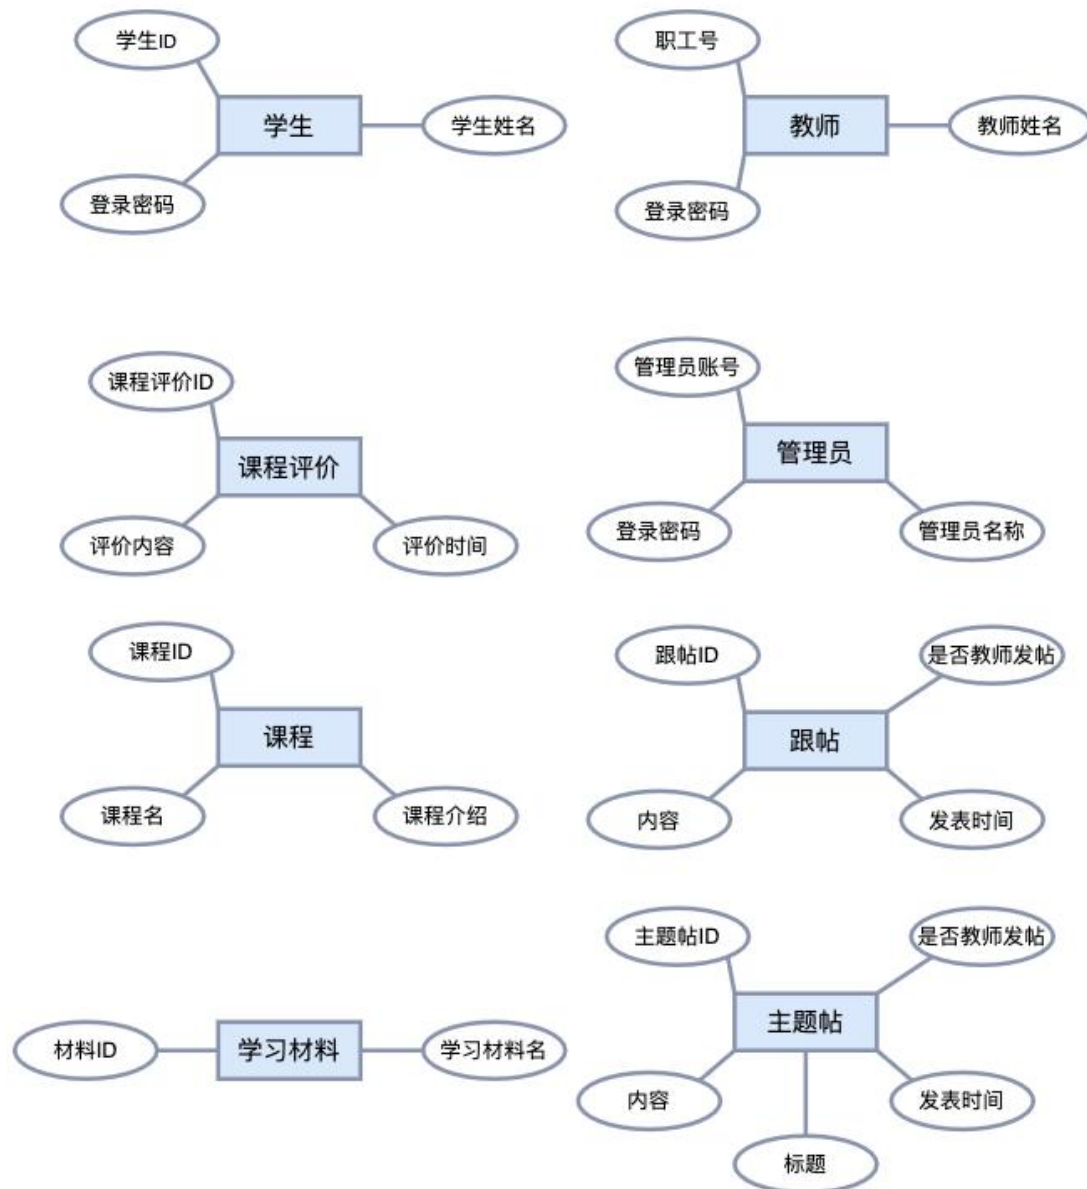 学生ID
学生
学生姓名
登录密码
职工号
教师
教师姓名
登录密码
课程评价ID
课程评价
评价内容
评价时间
管理员账号
管理员
登录密码
管理员名称
课程ID
课程
课程名
课程介绍
跟帖ID
是否教师发帖
跟帖
内容
发表时间
材料ID
学习材料
学习材料名
主题帖ID
是否教师发帖
主题帖
内容
发表时间
标题